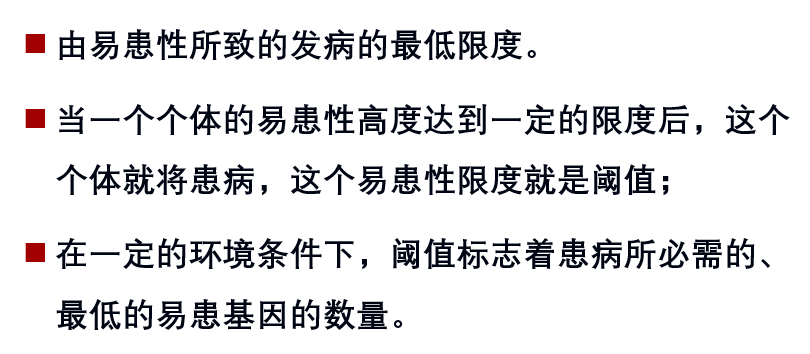 由易患性所致的发病的最低限度。
当一个个体的易患性高度达到一定的限度后，这个
个体就将患病，这个易患性限度就是阈值；
在一定的环境条件下，阈值标志着患病所必需的、
最低的易患基因的数量。